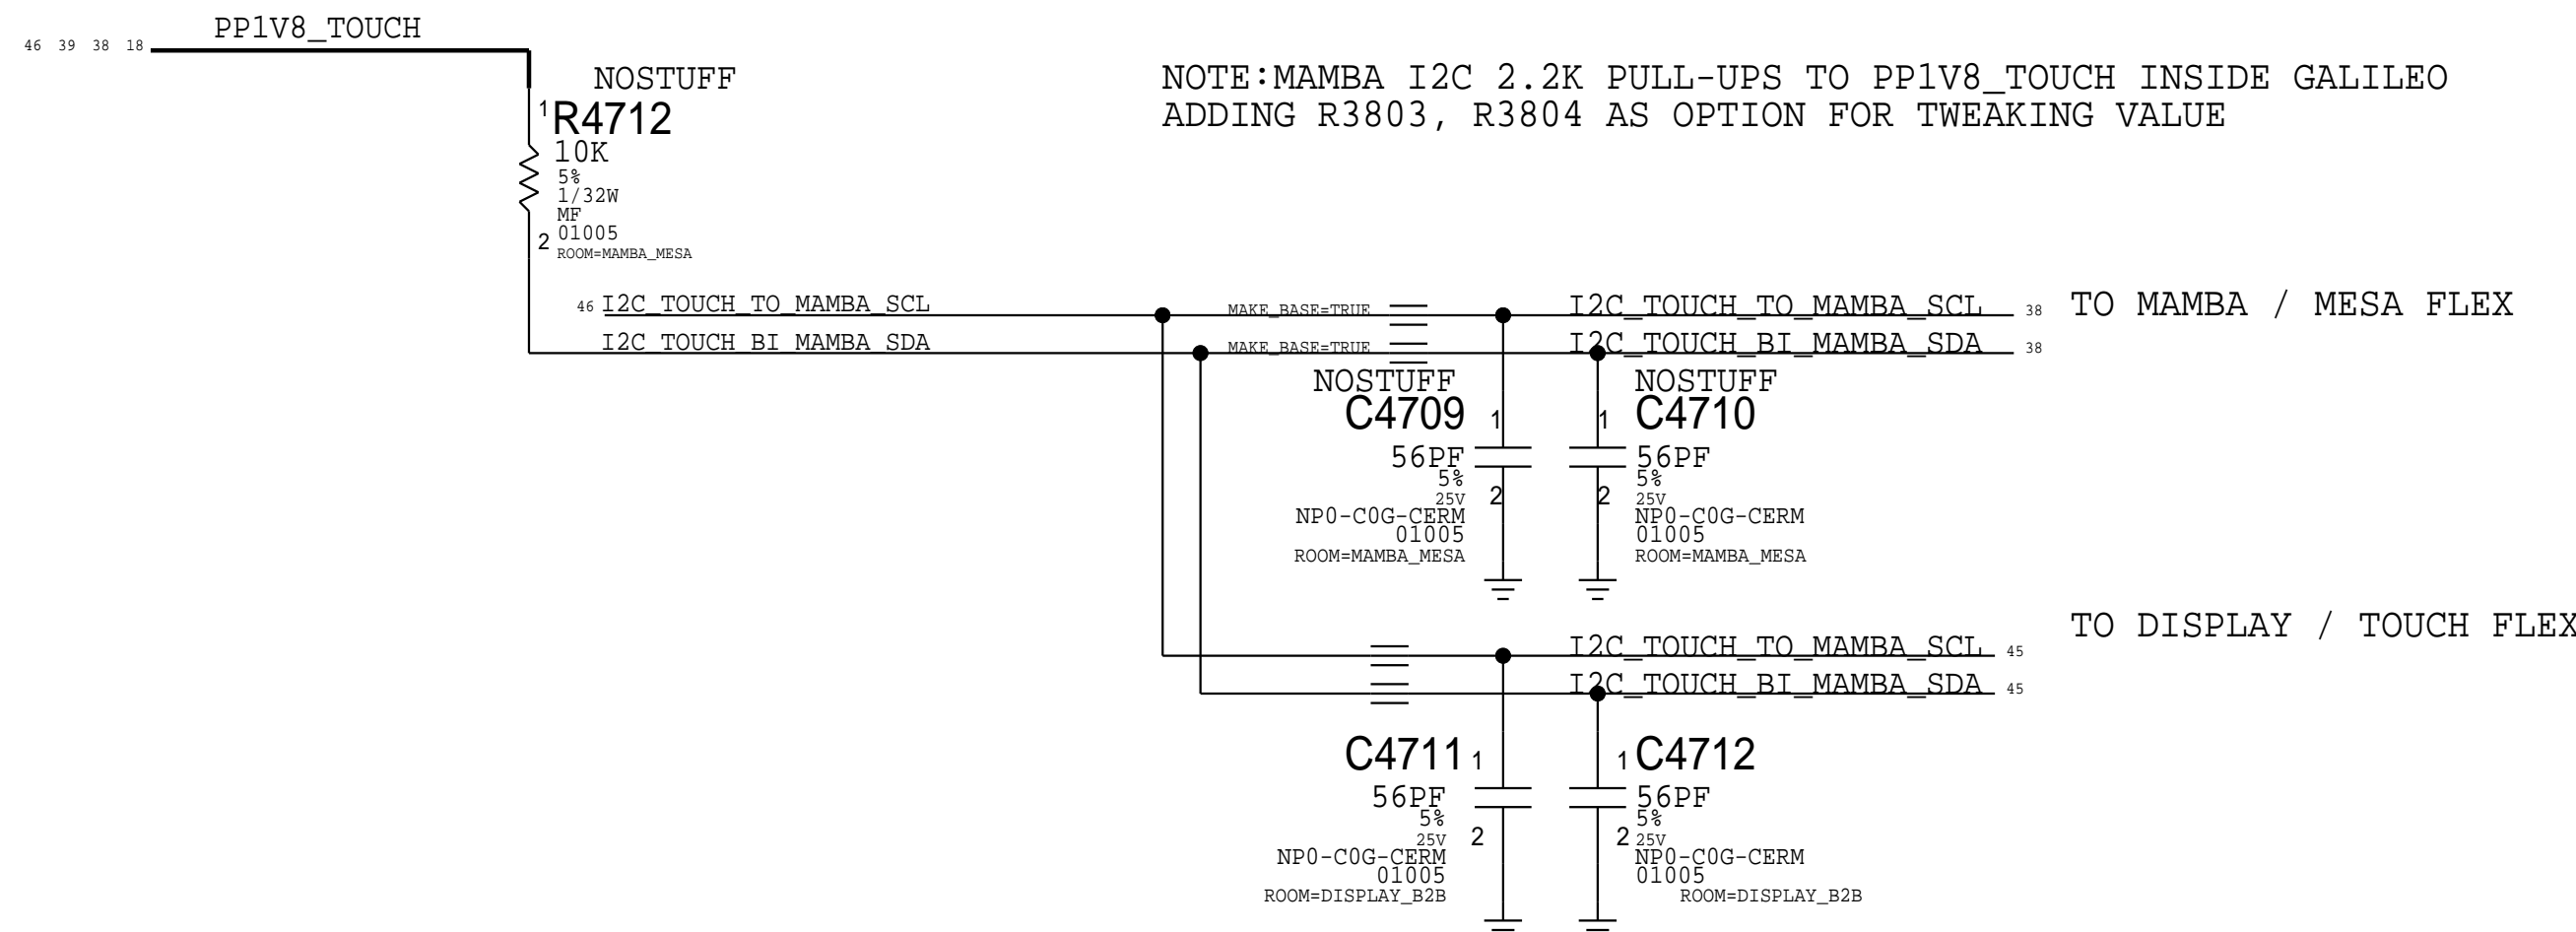 PP1V8_TOUCH
46 39 38 18
NOSTUFF
1
R4712
10K
5%
1/32W
MF
01005
2
ROOM=MAMBA_MESA
NOTE:MAMBA I2C 2.2K PULL-UPS TO PP1V8_TOUCH INSIDE GALILEO
ADDING R3803, R3804 AS OPTION FOR TWEAKING VALUE
46 I2C_TOUCH_TO_MAMBA_SCL
MAKE_BASE=TRUE
I2C_TOUCH_TO_MAMBA_SCL 38
TO MAMBA / MESA FLEX
I2C_TOUCH_BI_MAMBA_SDA
MAKE_BASE=TRUE
I2C_TOUCH_BI_MAMBA_SDA 38
NOSTUFF
C4709 1
56PF
5%
25V 2
NP0-C0G-CERM
01005
ROOM=MAMBA_MESA
NOSTUFF
1 C4710
56PF
5%
2 25V
NP0-C0G-CERM
01005
ROOM=MAMBA_MESA
TO DISPLAY / TOUCH FLEX
I2C_TOUCH_TO_MAMBA_SCL 45
I2C_TOUCH_BI_MAMBA_SDA 45
C4711 1
56PF
5%
25V 2
NP0-C0G-CERM
01005
ROOM=DISPLAY_B2B
1 C4712
56PF
5%
2 25V
NP0-C0G-CERM
01005
ROOM=DISPLAY_B2B